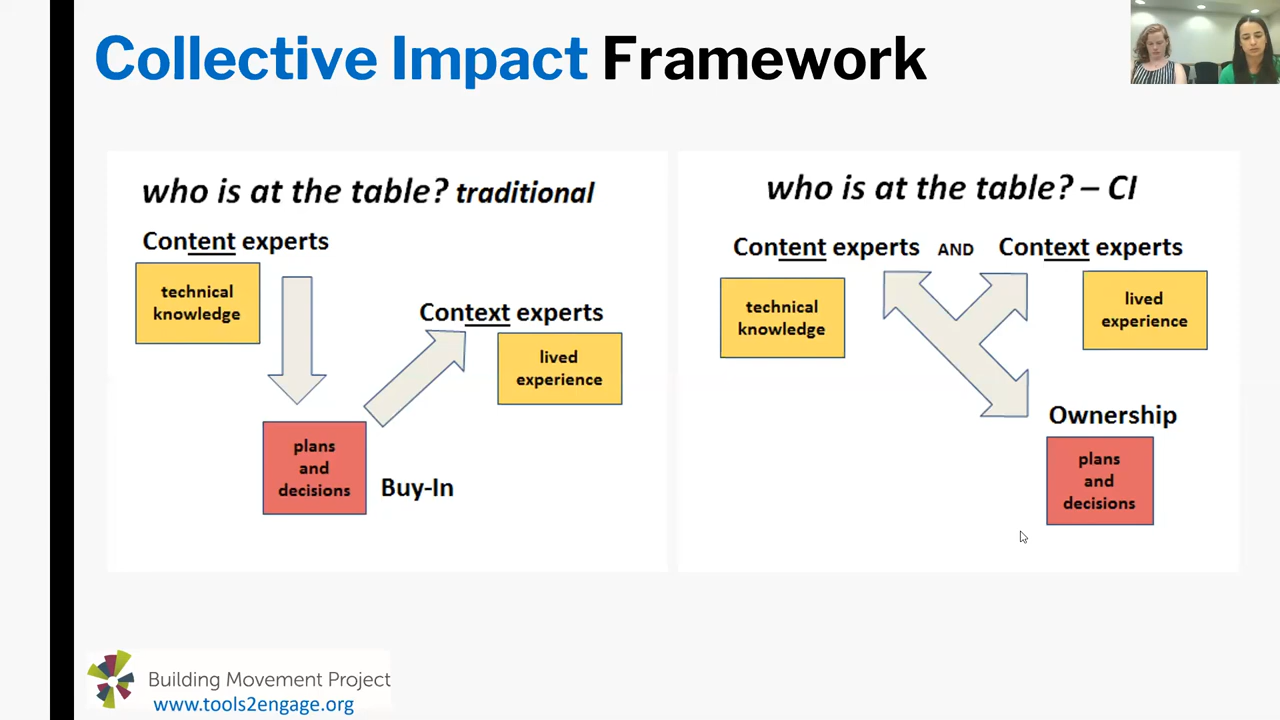 Collective Impact Framework
who is at the table? traditional
Content experts
technical
knowledge
Context experts
lived
experience
plans
and
decisions
Buy-In
who is at the table? – CI
Content experts AND Context experts
technical
knowledge
lived
experience
Ownership
plans
and
decisions
Building Movement Project
www.tools2engage.org